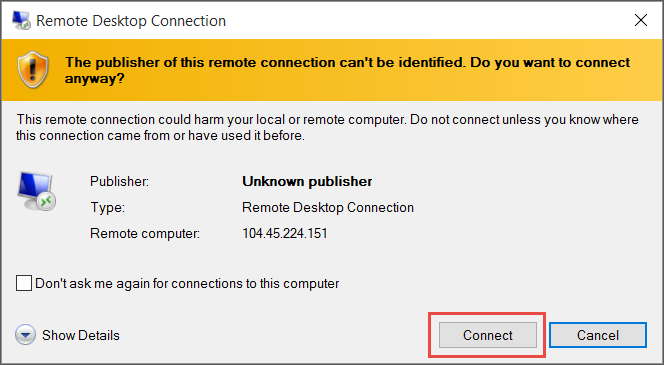 Remote Desktop Connection
The publisher of this remote connection can't be identified. Do you want to connect
anyway?
This remote connection could harm your local or remote computer. Do not connect unless you know where
this connection came from or have used it before.
Publisher: Unknown publisher
Type: Remote Desktop Connection
Remote computer: 104.45.224.151
Don't ask me again for connections to this computer
Show Details Connect Cancel